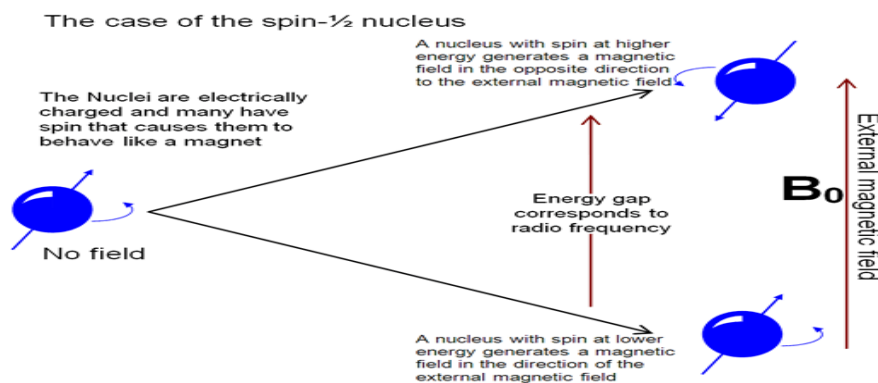 The case of the spin-½ nucleus
A nucleus with spin at higher
energy generates a magnetic
field in the opposite direction
to the external magnetic field
The Nuclei are electrically
charged and many have
spin that causes them to
behave like a magnet
No field
Energy gap
corresponds to
radio frequency
B₀
External magnetic field
A nucleus with spin at lower
energy generates a magnetic
field in the direction of the
external magnetic field